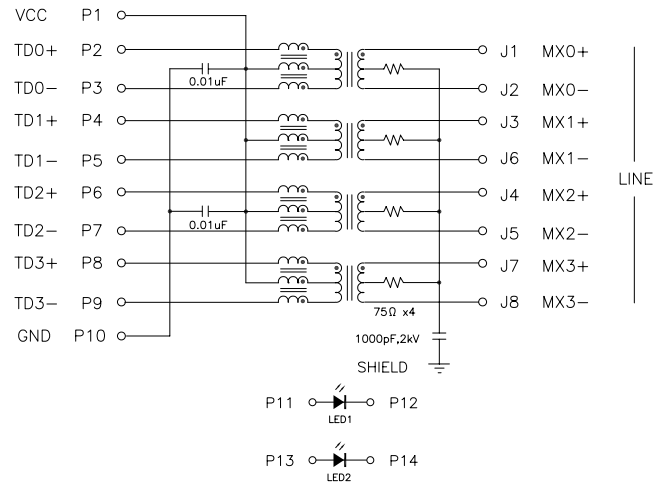 VCC P1
TD0+ P2 J1 MX0+
0.01uF
TD0- P3 J2 MX0-
TD1+ P4 J3 MX1+
TD1- P5 J6 MX1-
LINE
TD2+ P6 J4 MX2+
0.01uF
TD2- P7 J5 MX2-
TD3+ P8 J7 MX3+
TD3- P9 J8 MX3-
75Ω x4
GND P10
1000pF,2kV
SHIELD
P11 P12
LED1
P13 P14
LED2